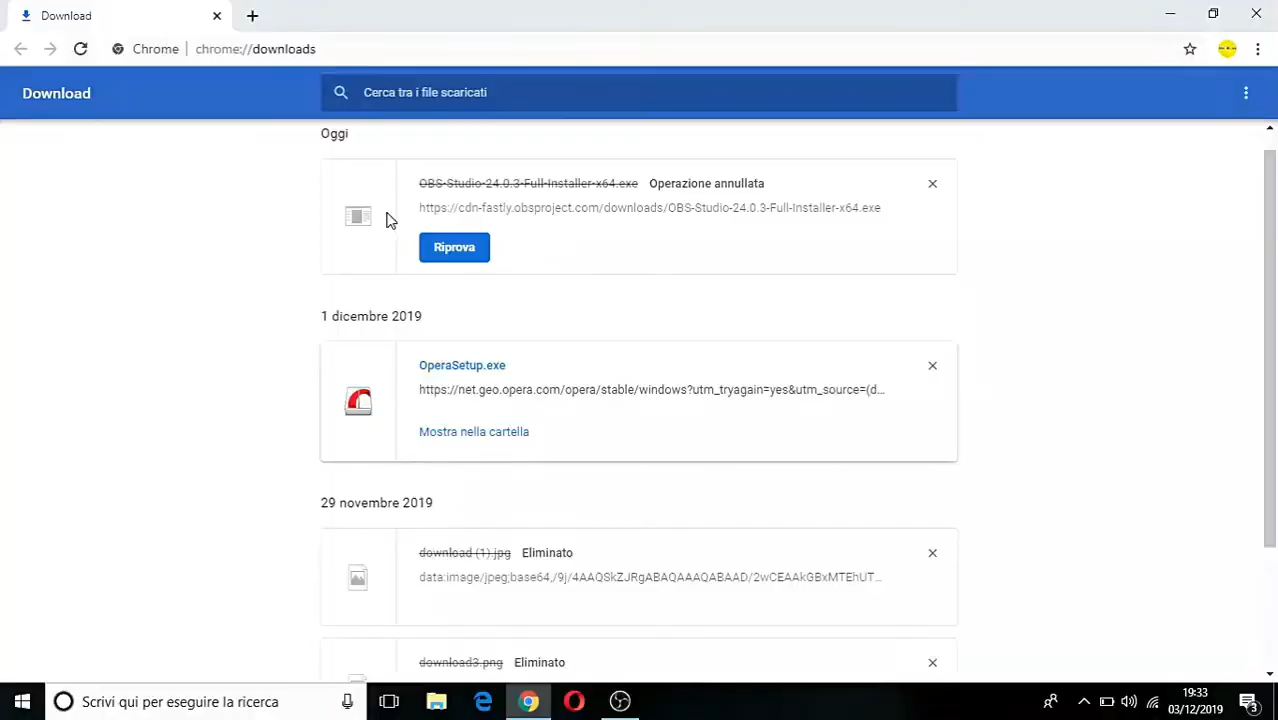 Download
Chrome
chrome://downloads
Download
Cerca tra i file scaricati
Oggi
OBS-Studio-24.0.3-Full-Installer-x64.exe Operazione annullata
https://cdn-fastly.obsproject.com/downloads/OBS-Studio-24.0.3-Full-Installer-x64.exe
Riprova
1 dicembre 2019
OperaSetup.exe
https://net.geo.opera.com/opera/stable/windows?utm_tryagain=yes&utm_source=(d...
Mostra nella cartella
29 novembre 2019
download (1).jpg Eliminato
data:image/jpeg;base64,/9j/4AAQSkZJRgABAQAAAQABAAD/2wCEAAkGBxMTEhUT...
download3.png Eliminato
Scrivi qui per eseguire la ricerca
19:33
03/12/2019
3